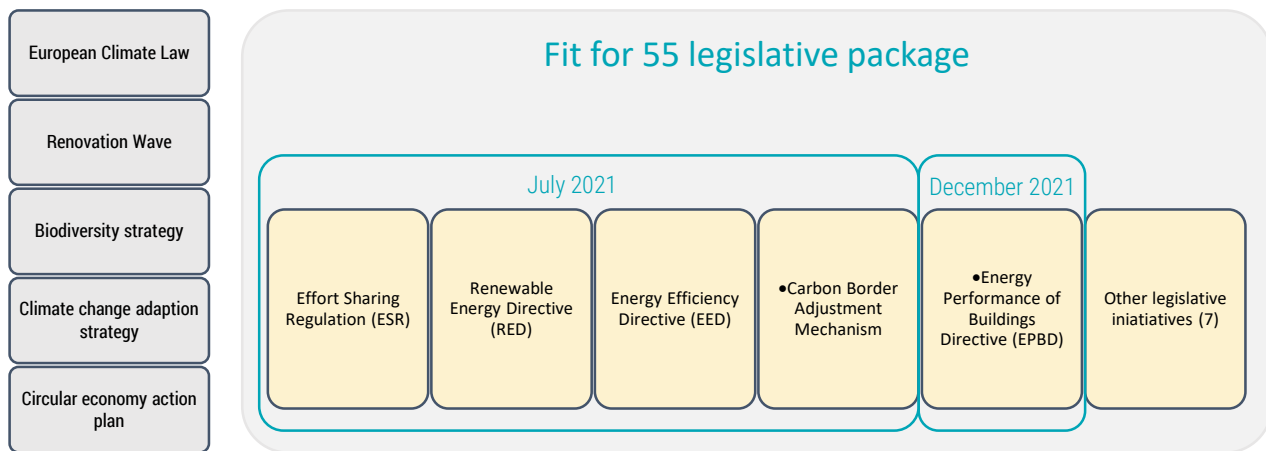 European Climate Law
Renovation Wave
Biodiversity strategy
Climate change adaption
strategy
Circular economy action
plan
Fit for 55 legislative package
July 2021
December 2021
Effort Sharing
Regulation (ESR)
Renewable
Energy Directive
(RED)
Energy Efficiency
Directive (EED)
•Carbon Border
Adjustment
Mechanism
•Energy
Performance of
Buildings
Directive (EPBD)
Other legislative
iniatiatives (7)